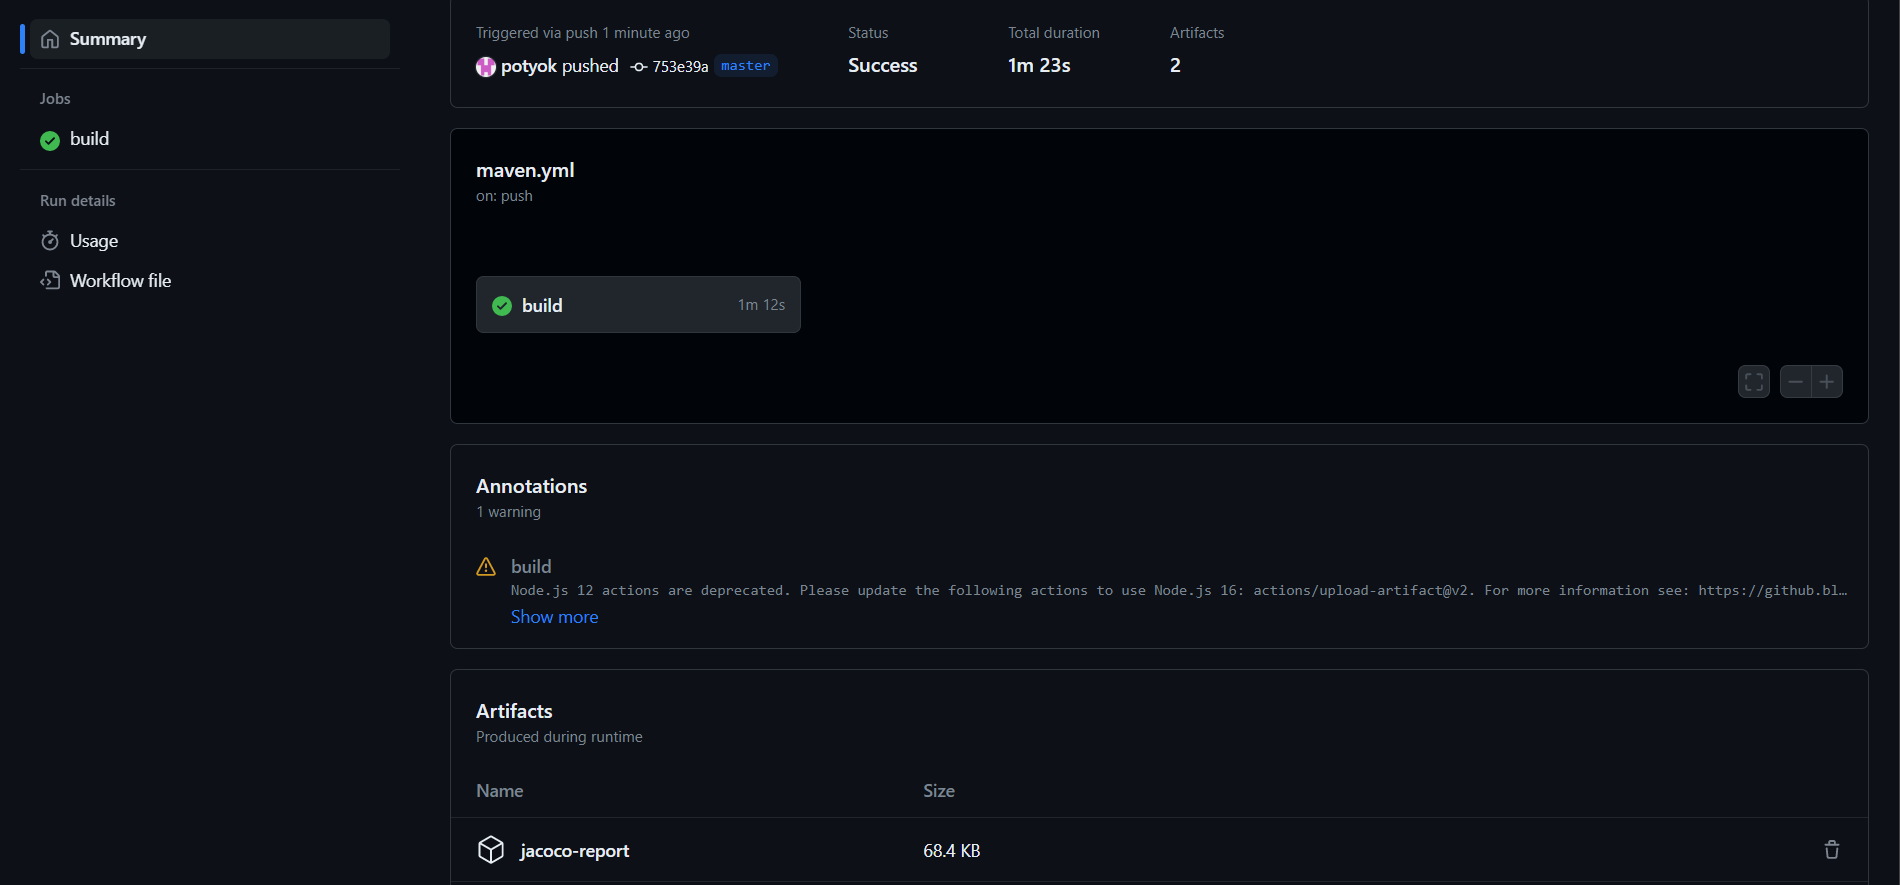 Summary
Jobs
build
Run details
Usage
Workflow file
Triggered via push 1 minute ago
potyok pushed 753e39a master
Status
Success
Total duration
1m 23s
Artifacts
2
maven.yml
on: push
build 1m 12s
Annotations
1 warning
build
Node.js 12 actions are deprecated. Please update the following actions to use Node.js 16: actions/upload-artifact@v2. For more information see: https://github.bl…
Show more
Artifacts
Produced during runtime
Name Size
jacoco-report 68.4 KB